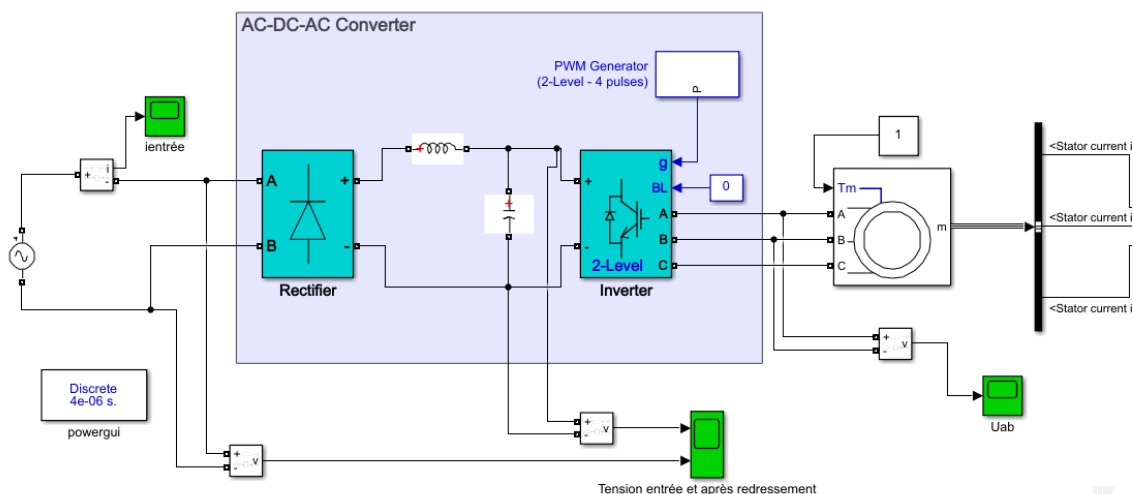 AC-DC-AC Converter
PWM Generator
(2-Level - 4 pulses)
P
ientrée
1
+
i
-
A
+
B
-
Rectifier
+
+
g
BL
0
+
A
-
B
2-Level
C
Inverter
Tm
A
B
C
m
<Stator current i
<Stator current i
<Stator current i
+
-
v
Uab
Discrete
4e-06 s.
powergui
+
-
v
+
-
v
Tension entrée et après redressement